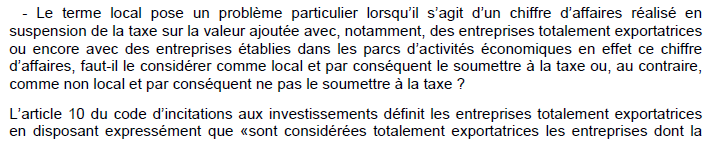 - Le terme local pose un problème particulier lorsqu'il s'agit d'un chiffre d'affaires réalisé en
suspension de la taxe sur la valeur ajoutée avec, notamment, des entreprises totalement exportatrices
ou encore avec des entreprises établies dans les parcs d'activités économiques en effet ce chiffre
d'affaires, faut-il le considérer comme local et par conséquent le soumettre à la taxe ou, au contraire,
comme non local et par conséquent ne pas le soumettre à la taxe ?
L'article 10 du code d'incitations aux investissements définit les entreprises totalement exportatrices
en disposant expressément que «sont considérées totalement exportatrices les entreprises dont la